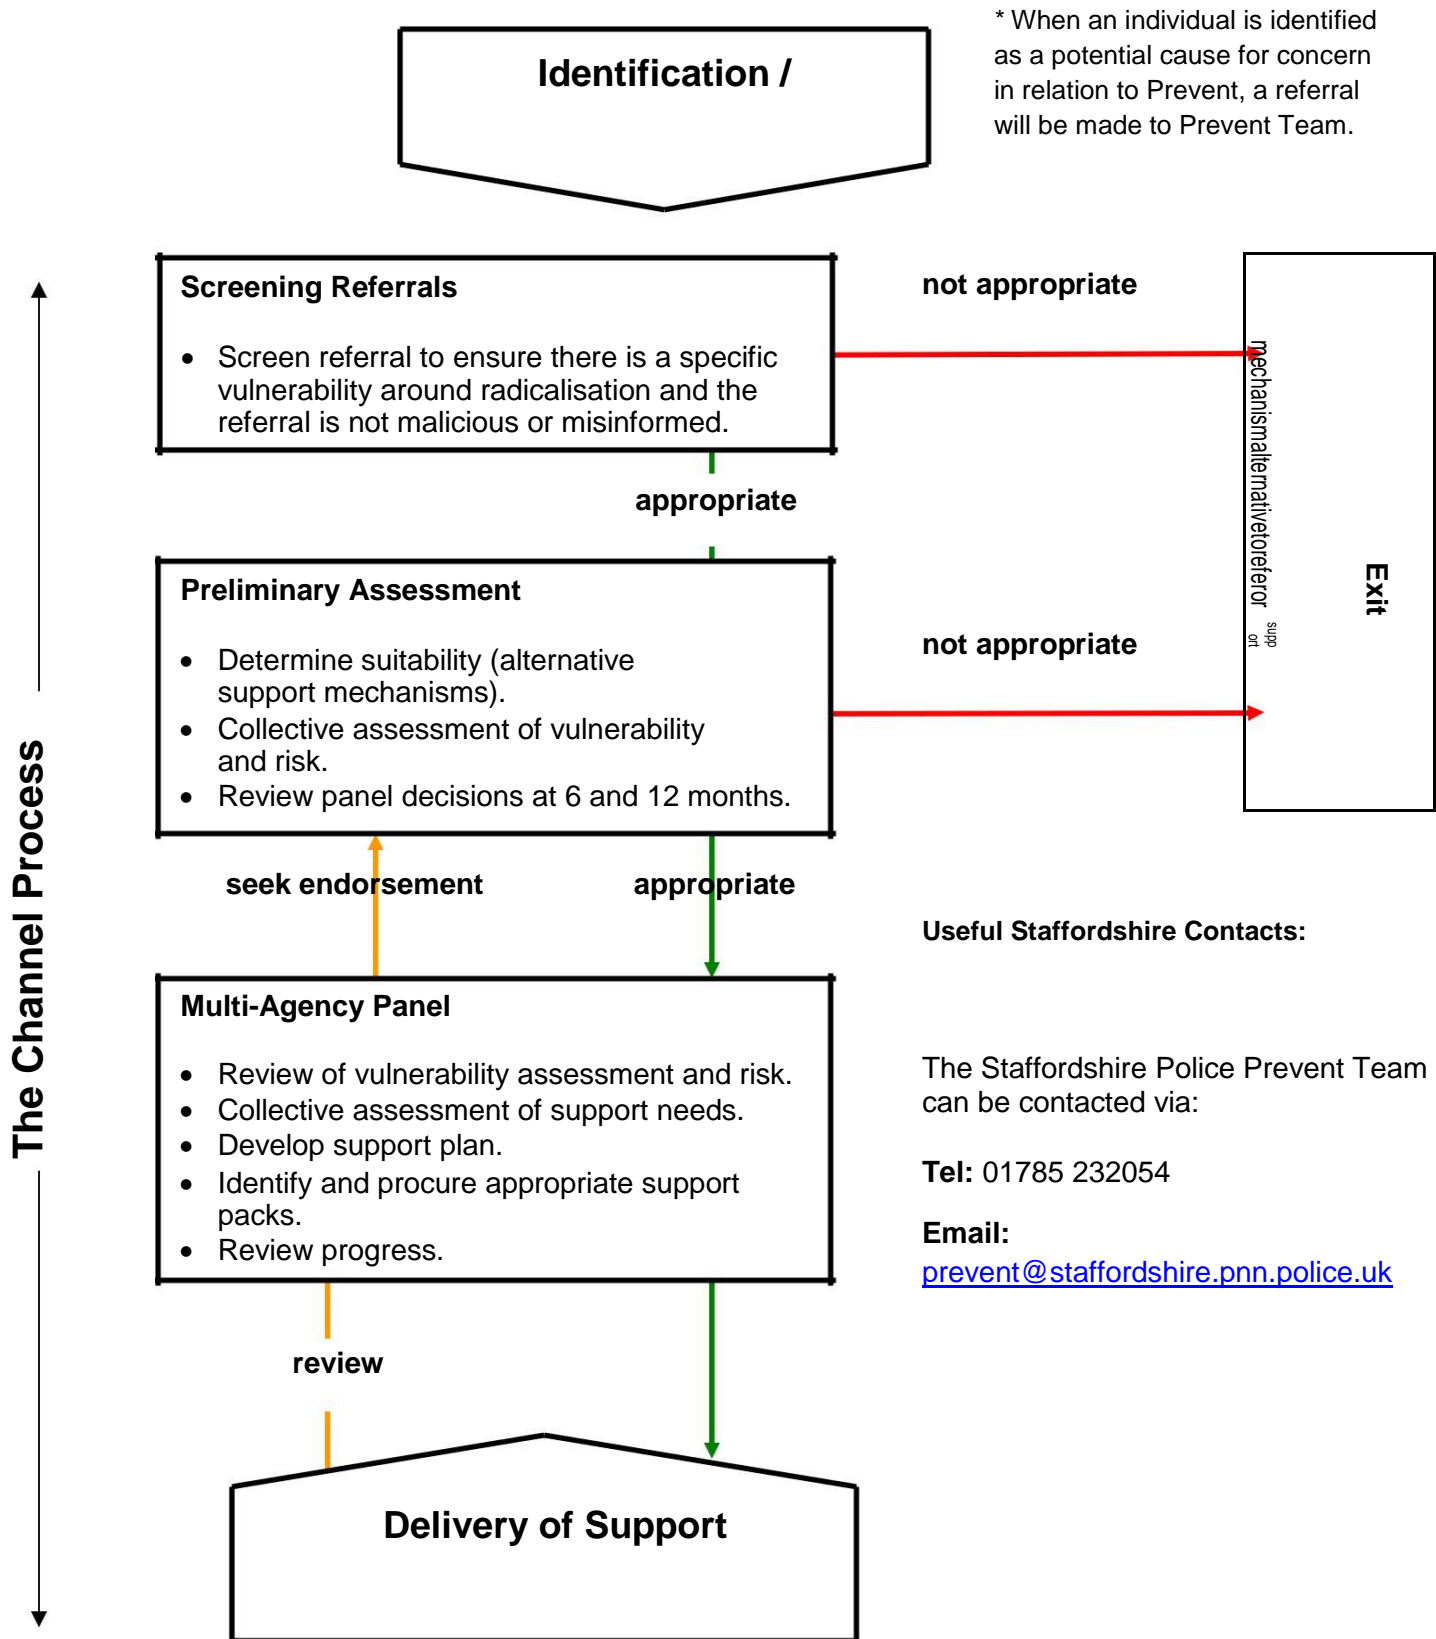 * When an individual is identified
as a potential cause for concern
in relation to Prevent, a referral
will be made to Prevent Team.
Identification /
Screening Referrals
• Screen referral to ensure there is a specific
vulnerability around radicalisation and the
referral is not malicious or misinformed.
not appropriate
appropriate
Preliminary Assessment
• Determine suitability (alternative
support mechanisms).
• Collective assessment of vulnerability
and risk.
• Review panel decisions at 6 and 12 months.
not appropriate
Exit
mechanismalternativetoreferor
supp
ort
seek endorsement
appropriate
Multi-Agency Panel
• Review of vulnerability assessment and risk.
• Collective assessment of support needs.
• Develop support plan.
• Identify and procure appropriate support
packs.
• Review progress.
review
Delivery of Support
The Channel Process
Useful Staffordshire Contacts:
The Staffordshire Police Prevent Team
can be contacted via:
Tel: 01785 232054
Email:
prevent@staffordshire.pnn.police.uk